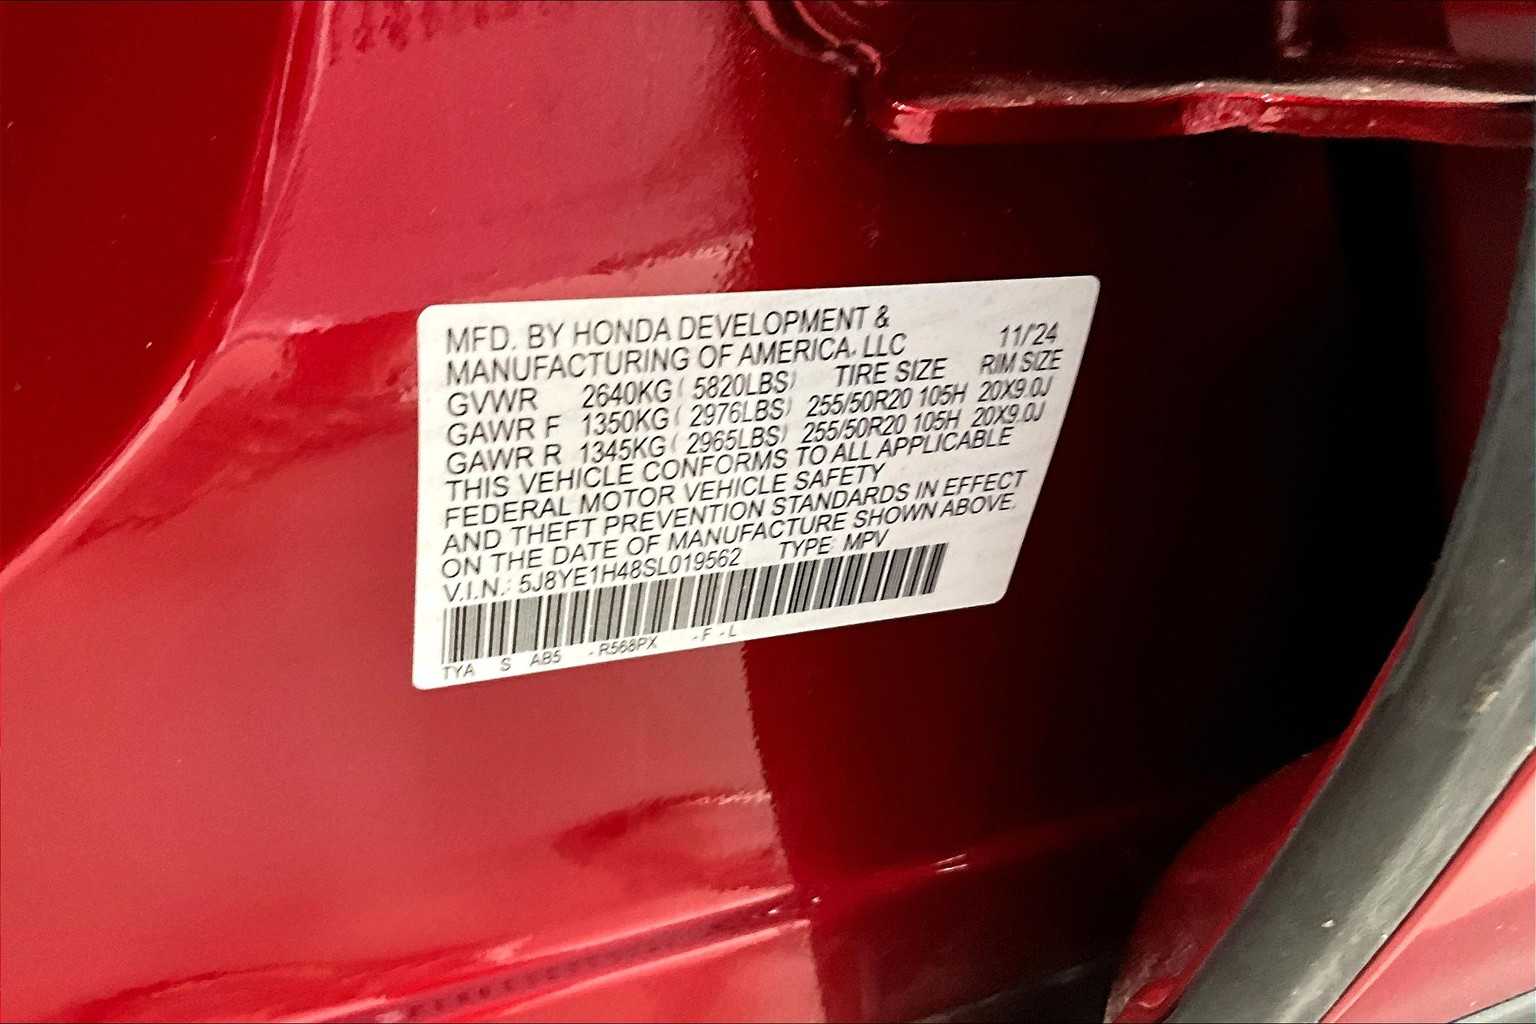 MFD. BY HONDA DEVELOPMENT &
MANUFACTURING OF AMERICA, LLC 11/'24
GVWR 2640KG ( 5820LBS) TIRE SIZE RIM SIZE
GAWR F 1350KG ( 2976LBS) 255/50R20 105H 20X9.0J
GAWR R 1345KG ( 2965LBS) 255/50R20 105H 20X9.0J
THIS VEHICLE CONFORMS TO ALL APPLICABLE
FEDERAL MOTOR VEHICLE SAFETY
AND THEFT PREVENTION STANDARDS IN EFFECT
ON THE DATE OF MANUFACTURE SHOWN ABOVE.
V.I.N.: 5J8YE1H48SL019562 TYPE: MPV
TYA S AB5 - R568PX - F - L